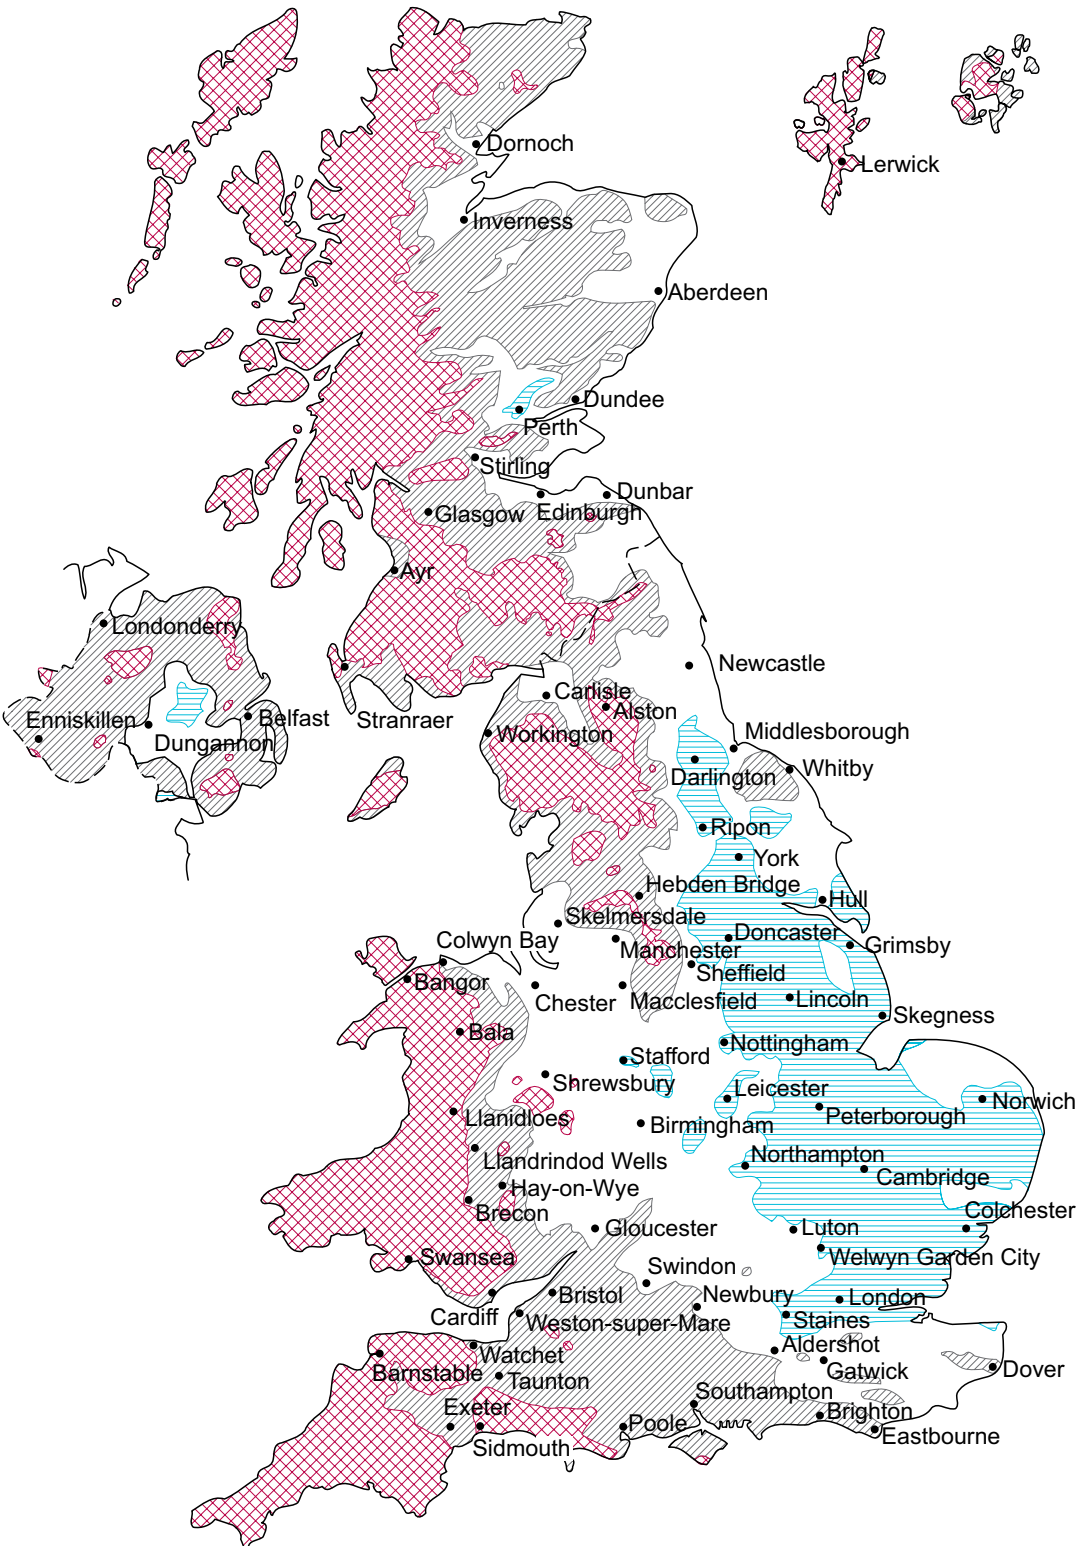 Dornoch
Lerwick
Inverness
Aberdeen
Dundee
Perth
Stirling
Dunbar
Glasgow
Edinburgh
Ayr
Londonderry
Newcastle
Carlisle
Alston
Stranraer
Enniskillen
Belfast
Dungannon
Workington
Middlesborough
Whitby
Darlington
Ripon
York
Hebden Bridge
Hull
Skelmersdale
Doncaster
Colwyn Bay
Manchester
Grimsby
Sheffield
Bangor
Chester
Macclesfield
Lincoln
Skegness
Bala
Nottingham
Stafford
Shrewsbury
Leicester
Norwich
Llanidloes
Peterborough
Birmingham
Northampton
Llandrindod Wells
Cambridge
Hay-on-Wye
Brecon
Colchester
Gloucester
Luton
Swansea
Welwyn Garden City
Swindon
Bristol
Newbury
London
Cardiff
Weston-super-Mare
Staines
Aldershot
Watchet
Barnstable
Gatwick
Dover
Taunton
Southampton
Exeter
Brighton
Poole
Eastbourne
Sidmouth